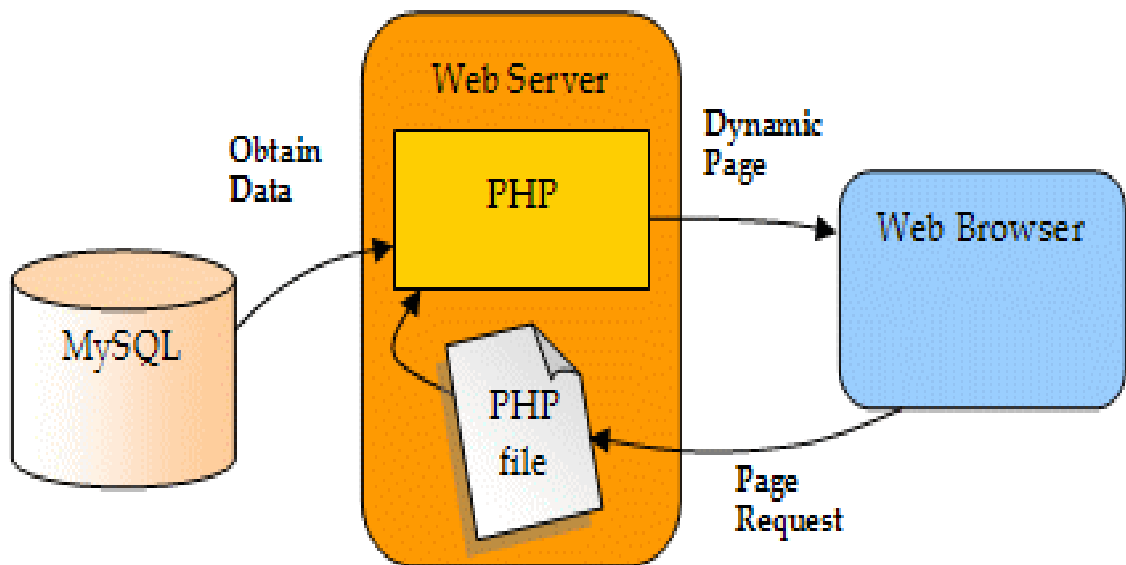 Web Server
Obtain
Data
PHP
Dynamic
Page
Web Browser
MySQL
PHP
file
Page
Request